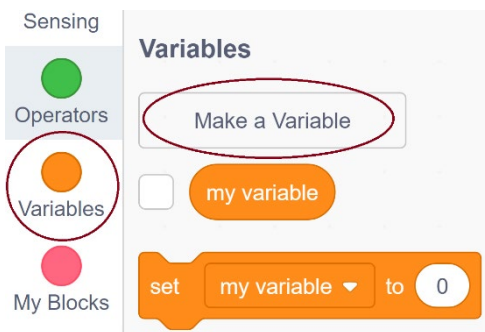 Sensing
Operators
Variables
My Blocks
Variables
Make a Variable
my variable
set my variable to 0